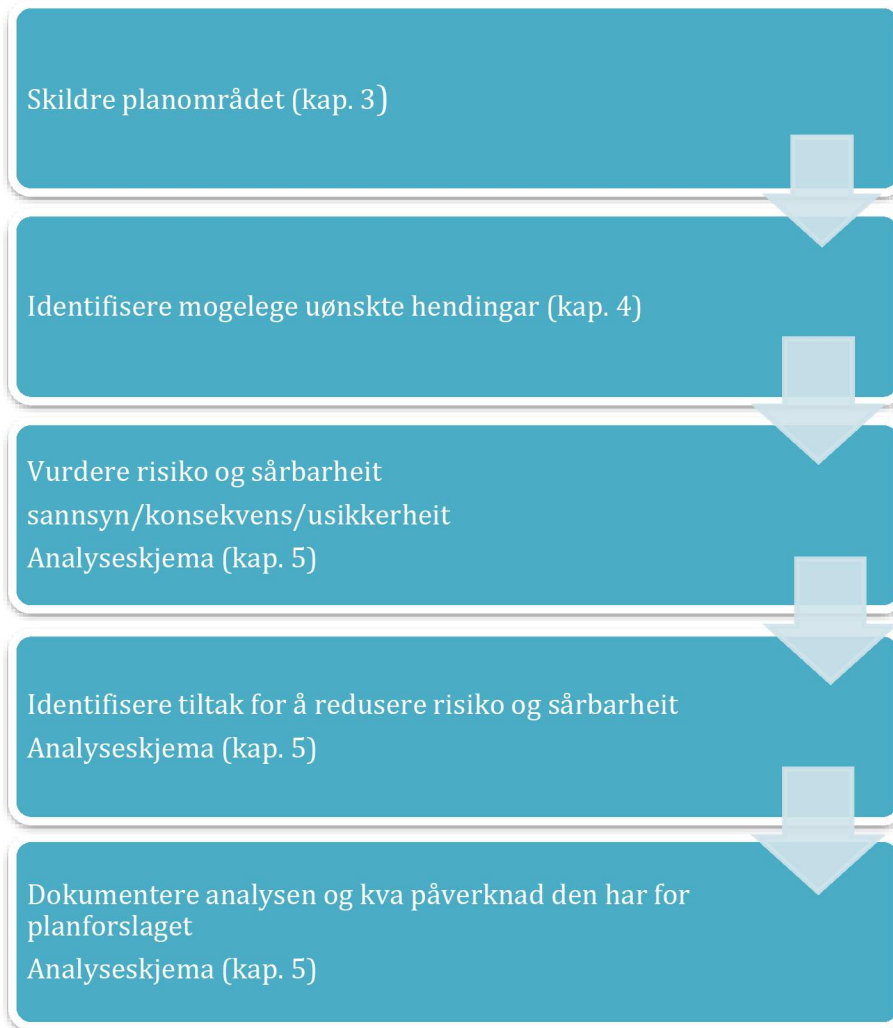 Skildre planområdet (kap. 3)
Identifisere mogelege uønskte hendingar (kap. 4)
Vurdere risiko og sårbarheit
sannsyn/konsekvens/usikkerheit
Analyseskjema (kap. 5)
Identifisere tiltak for å redusere risiko og sårbarheit
Analyseskjema (kap. 5)
Dokumentere analysen og kva påverknad den har for
planforslaget
Analyseskjema (kap. 5)